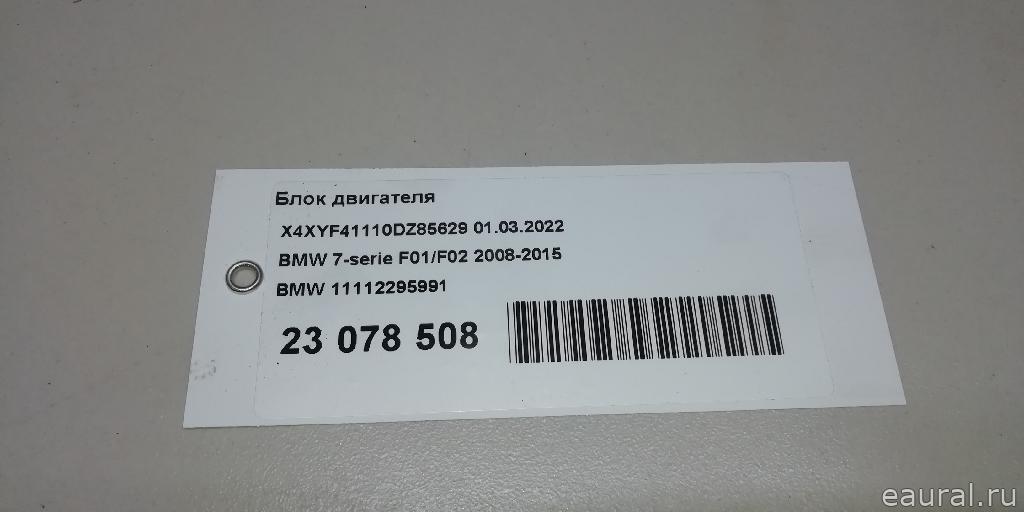 Блок двигателя
X4XYF41110DZ85629 01.03.2022
BMW 7-serie F01/F02 2008-2015
BMW 11112295991
23 078 508
eaural.ru